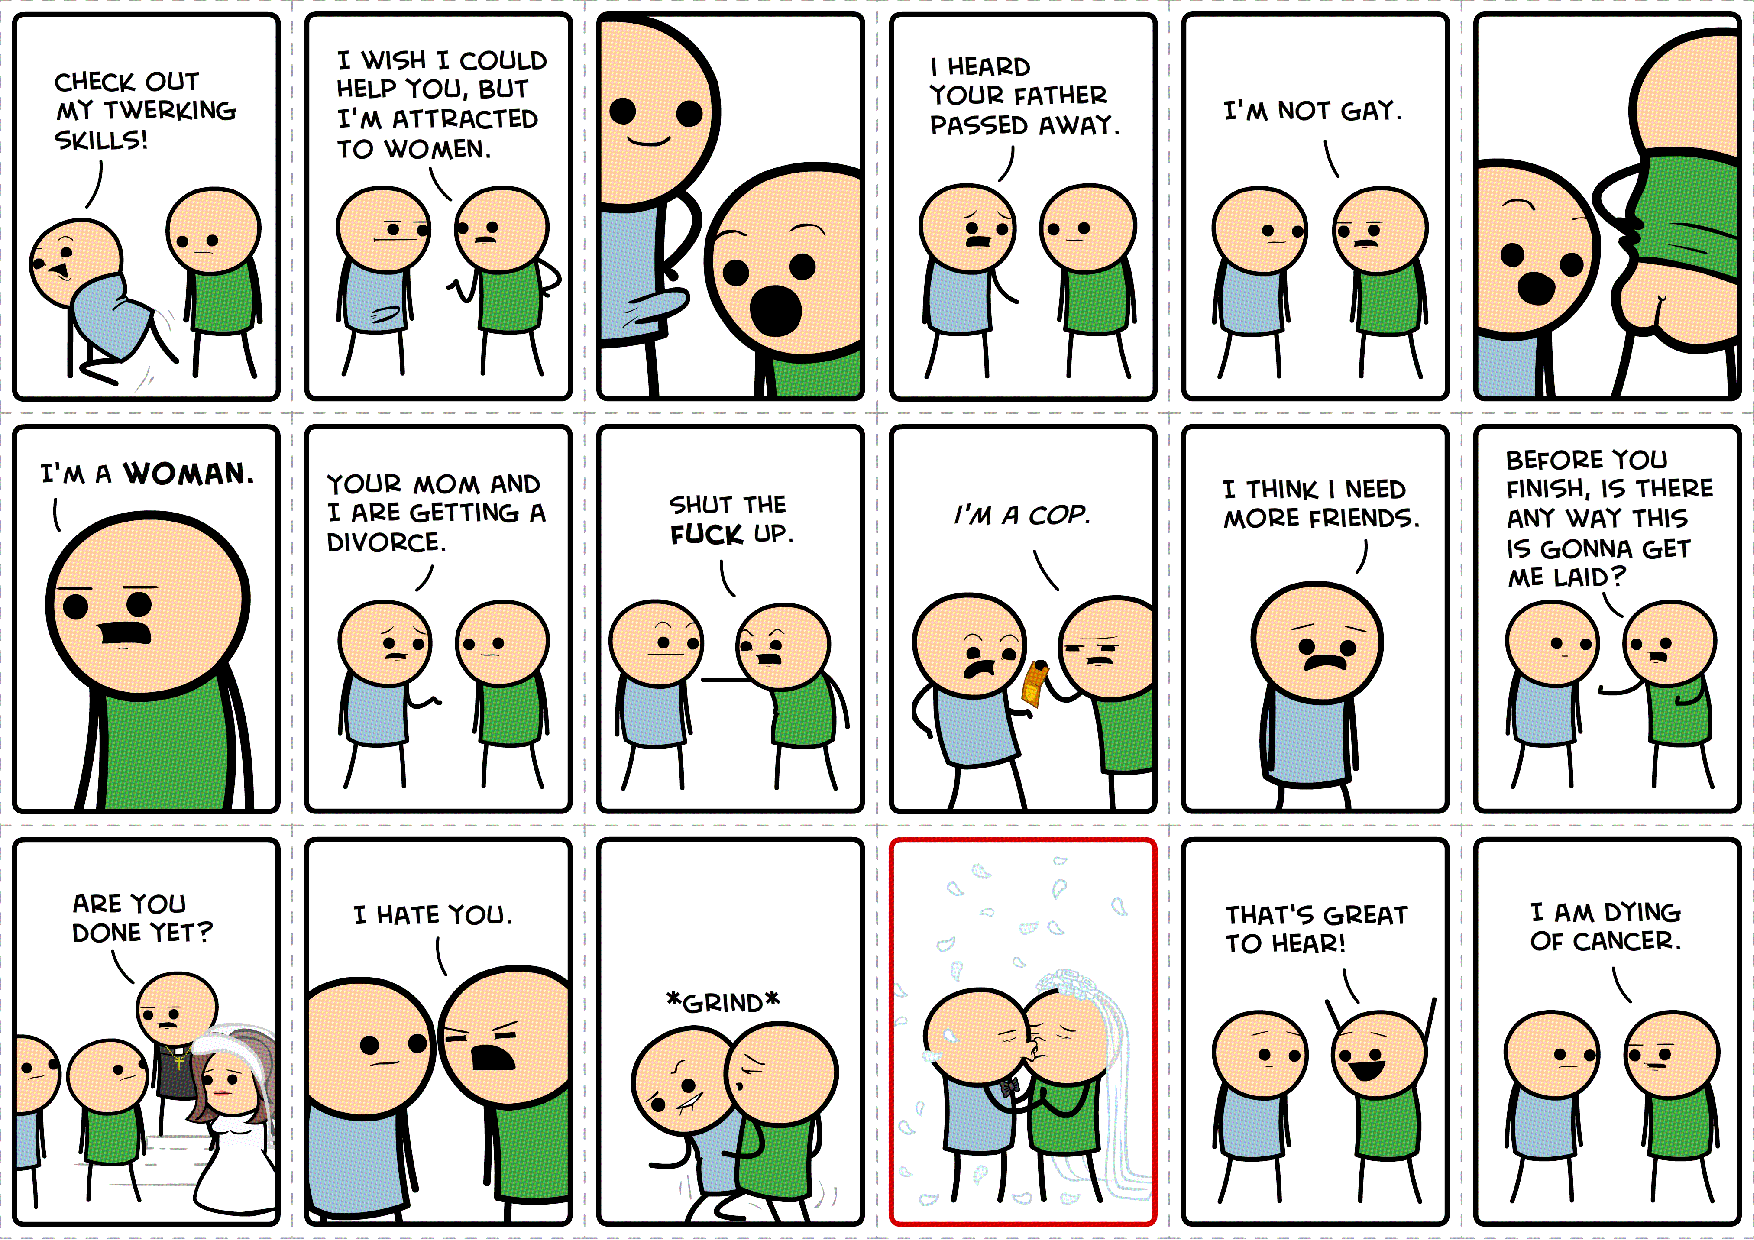 CHECK OUT
MY TWERKING
SKILLS!
I WISH I COULD
HELP YOU, BUT
I'M ATTRACTED
TO WOMEN.
I HEARD
YOUR FATHER
PASSED AWAY.
I'M NOT GAY.
I'M A WOMAN.
YOUR MOM AND
I ARE GETTING A
DIVORCE.
SHUT THE
FUCK UP.
I'M A COP.
I THINK I NEED
MORE FRIENDS.
BEFORE YOU
FINISH, IS THERE
ANY WAY THIS
IS GONNA GET
ME LAID?
ARE YOU
DONE YET?
I HATE YOU.
*GRIND*
THAT'S GREAT
TO HEAR!
I AM DYING
OF CANCER.